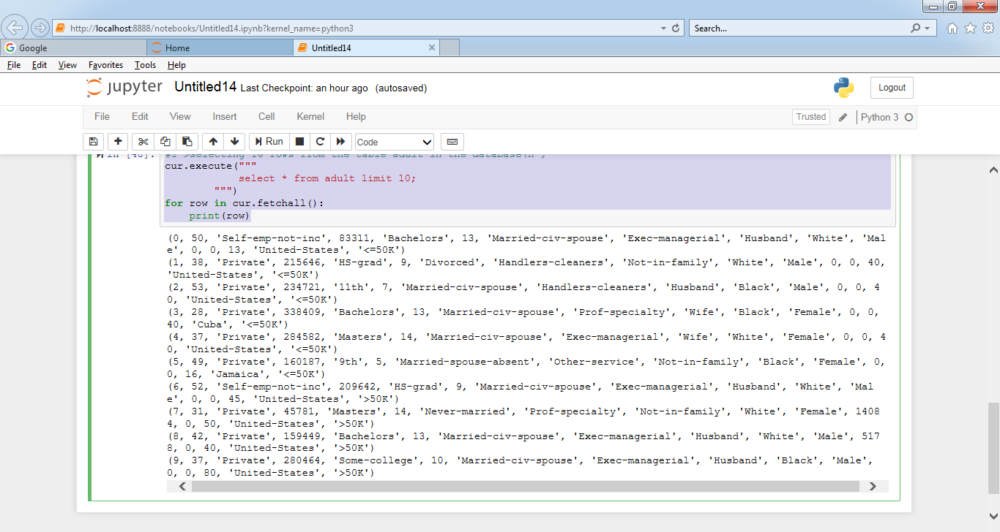 http://localhost:8888/notebooks/Untitled14.ipynb?kernel_name=python3
Search...
Google
Home
Untitled14
File Edit View Favorites Tools Help
jupyter Untitled14 Last Checkpoint: an hour ago (autosaved)
Logout
File Edit View Insert Cell Kernel Help
Trusted
Python 3
Run
Code
In [48]: #1>selecting 10 rows from the table adult in the database\n",
cur.execute("""
select * from adult limit 10;
""")
for row in cur.fetchall():
print(row)
(0, 50, 'Self-emp-not-inc', 83311, 'Bachelors', 13, 'Married-civ-spouse', 'Exec-managerial', 'Husband', 'White', 'Mal
e', 0, 0, 13, 'United-States', '<=50K')
(1, 38, 'Private', 215646, 'HS-grad', 9, 'Divorced', 'Handlers-cleaners', 'Not-in-family', 'White', 'Male', 0, 0, 40,
'United-States', '<=50K')
(2, 53, 'Private', 234721, '11th', 7, 'Married-civ-spouse', 'Handlers-cleaners', 'Husband', 'Black', 'Male', 0, 0, 4
0, 'United-States', '<=50K')
(3, 28, 'Private', 338409, 'Bachelors', 13, 'Married-civ-spouse', 'Prof-specialty', 'Wife', 'Black', 'Female', 0, 0,
40, 'Cuba', '<=50K')
(4, 37, 'Private', 284582, 'Masters', 14, 'Married-civ-spouse', 'Exec-managerial', 'Wife', 'White', 'Female', 0, 0, 4
0, 'United-States', '<=50K')
(5, 49, 'Private', 160187, '9th', 5, 'Married-spouse-absent', 'Other-service', 'Not-in-family', 'Black', 'Female', 0,
0, 16, 'Jamaica', '<=50K')
(6, 52, 'Self-emp-not-inc', 209642, 'HS-grad', 9, 'Married-civ-spouse', 'Exec-managerial', 'Husband', 'White', 'Mal
e', 0, 0, 45, 'United-States', '>50K')
(7, 31, 'Private', 45781, 'Masters', 14, 'Never-married', 'Prof-specialty', 'Not-in-family', 'White', 'Female', 1408
4, 0, 50, 'United-States', '>50K')
(8, 42, 'Private', 159449, 'Bachelors', 13, 'Married-civ-spouse', 'Exec-managerial', 'Husband', 'White', 'Male', 517
8, 0, 40, 'United-States', '>50K')
(9, 37, 'Private', 280464, 'Some-college', 10, 'Married-civ-spouse', 'Exec-managerial', 'Husband', 'Black', 'Male',
0, 0, 80, 'United-States', '>50K')